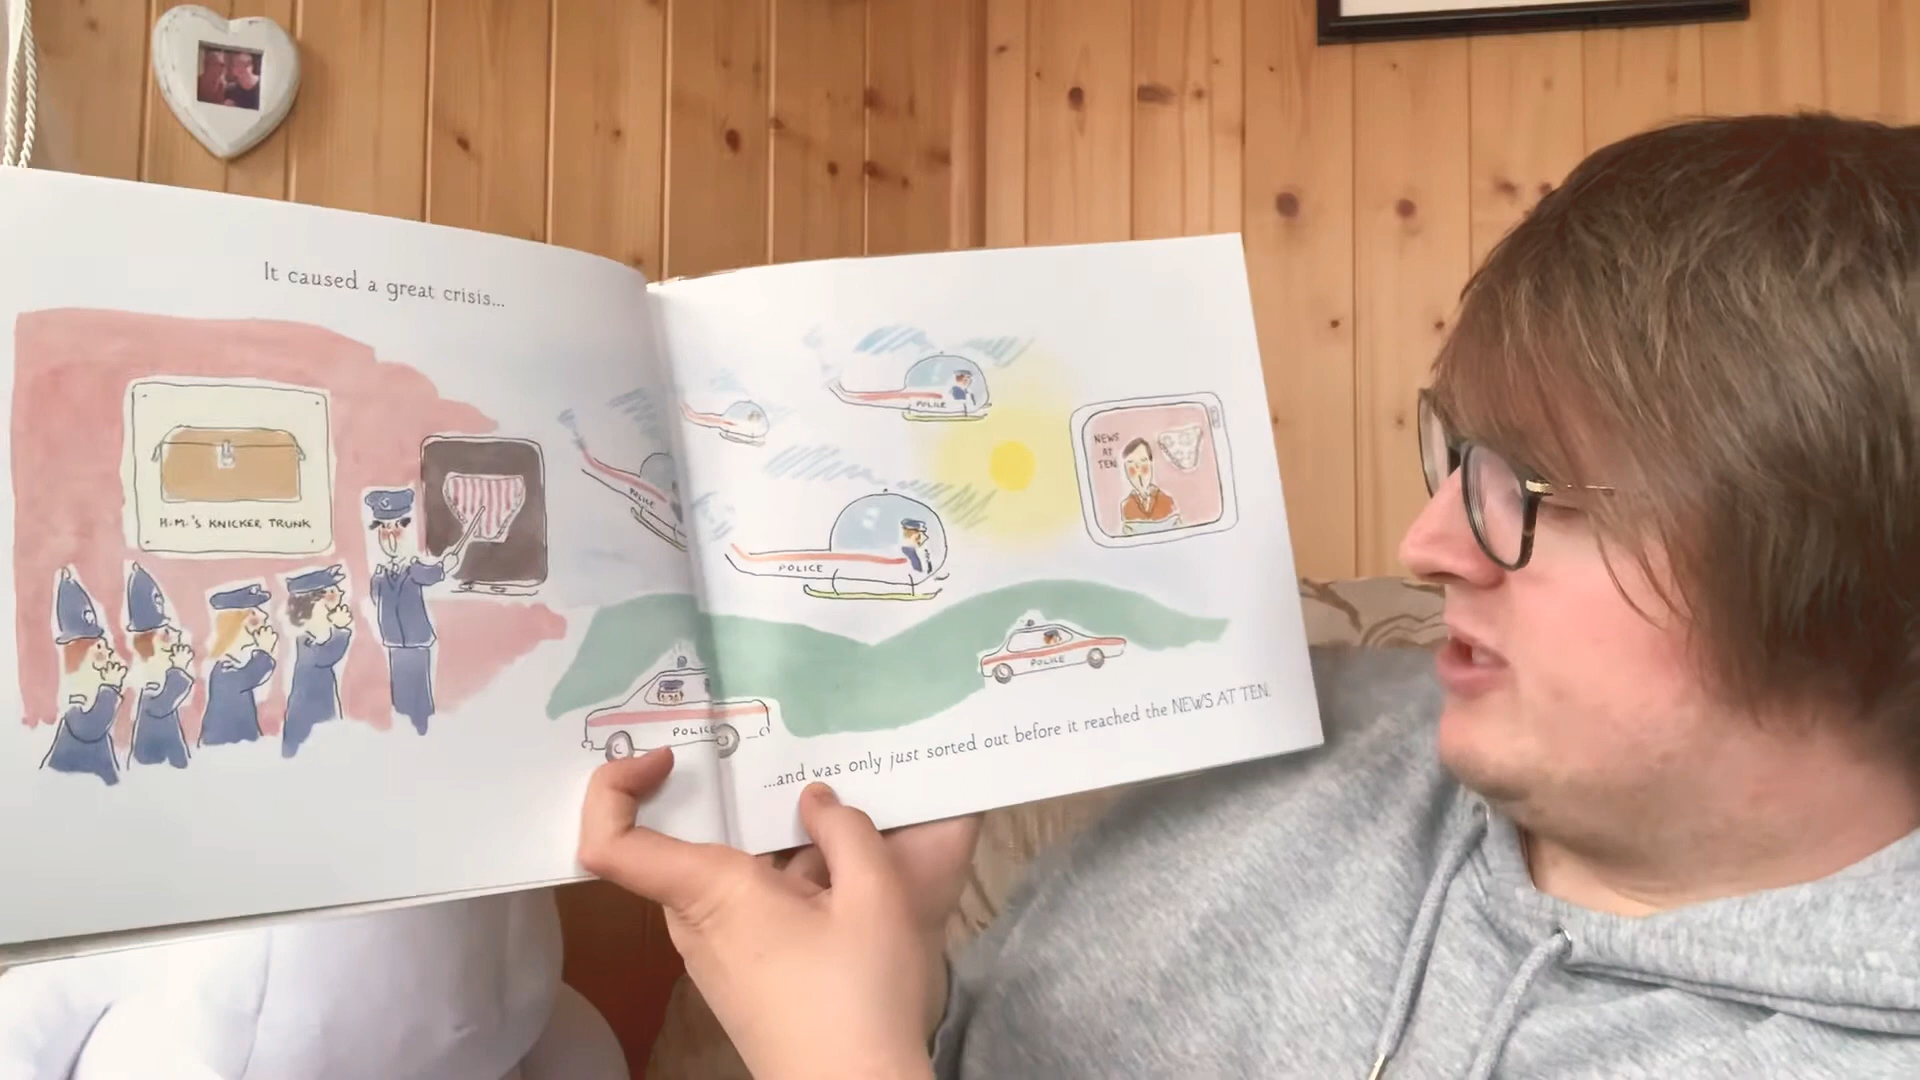 It caused a great crisis...
H.M.'S KNICKER TRUNK
POLICE
POLICE
POLICE
NEWS
AT
TEN
POLICE
POLICE
...and was only just sorted out before it reached the NEWS AT TEN.